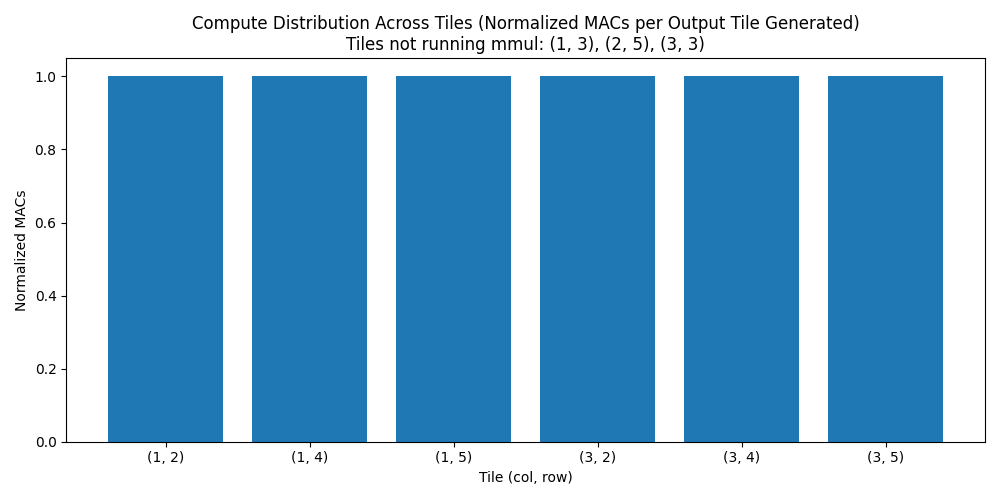 Compute Distribution Across Tiles (Normalized MACs per Output Tile Generated)
Tiles not running mmul: (1, 3), (2, 5), (3, 3)
1.0
0.8
0.6
0.4
0.2
0.0
Normalized MACs
(1, 2) (1, 4) (1, 5) (3, 2) (3, 4) (3, 5)
Tile (col, row)